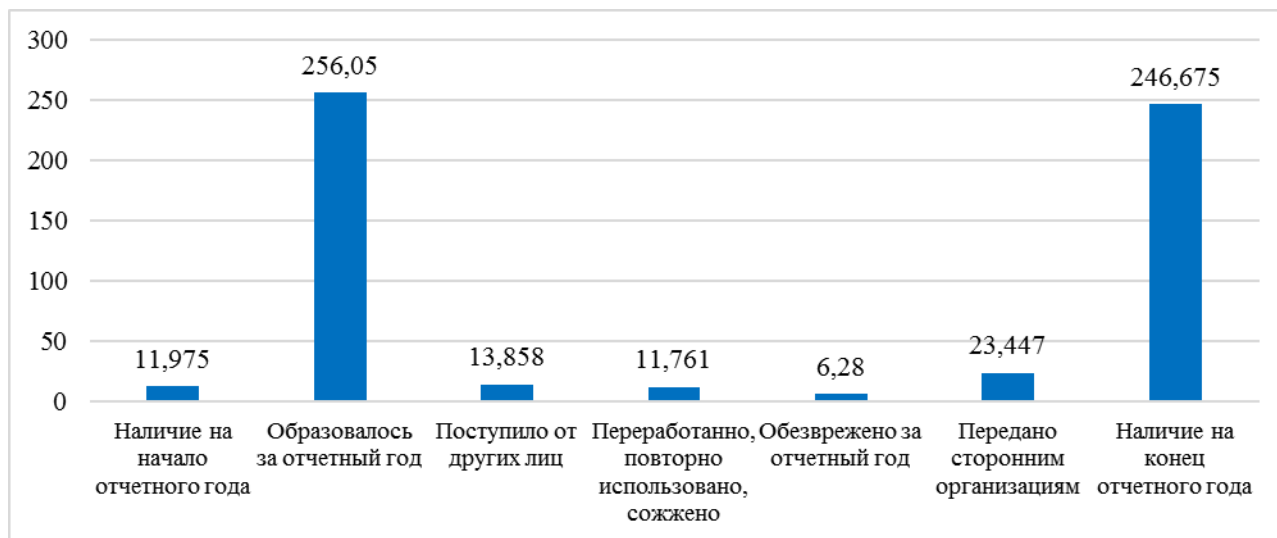 300
250
200
150
100
50
0
11,975
256,05
13,858
11,761
6,28
23,447
246,675
Наличие на
начало
отчетного года
Образовалось
за отчетный год
Поступило от
других лиц
Переработанно,
повторно
использовано,
сожжено
Обезврежено за
отчетный год
Передано
сторонним
организациям
Наличие на
конец
отчетного года